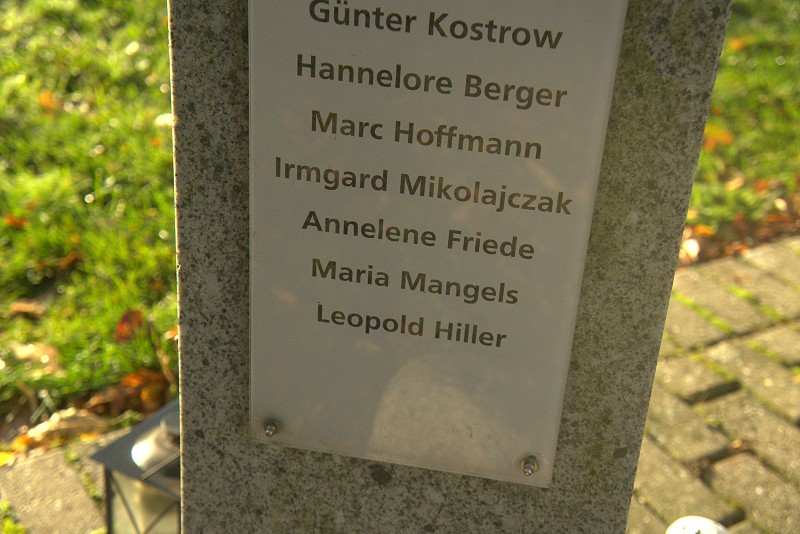 Günter Kostrow
Hannelore Berger
Marc Hoffmann
Irmgard Mikolajczak
Annelene Friede
Maria Mangels
Leopold Hiller